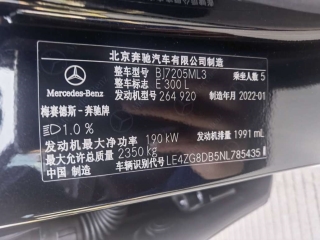 北京奔驰汽车有限公司制造
Mercedes-Benz
整车型号 BJ7205ML3 乘坐人数 5
整车标志 E 300 L
发动机型号 264 920 制造年月 2022-01
梅赛德斯-奔驰牌
1.0 %
发动机最大净功率 190 kW 发动机排量 1991 mL
最大允许总质量 2350 kg
中国 制造 车辆识别代号 LE4ZG8DB5NL785435